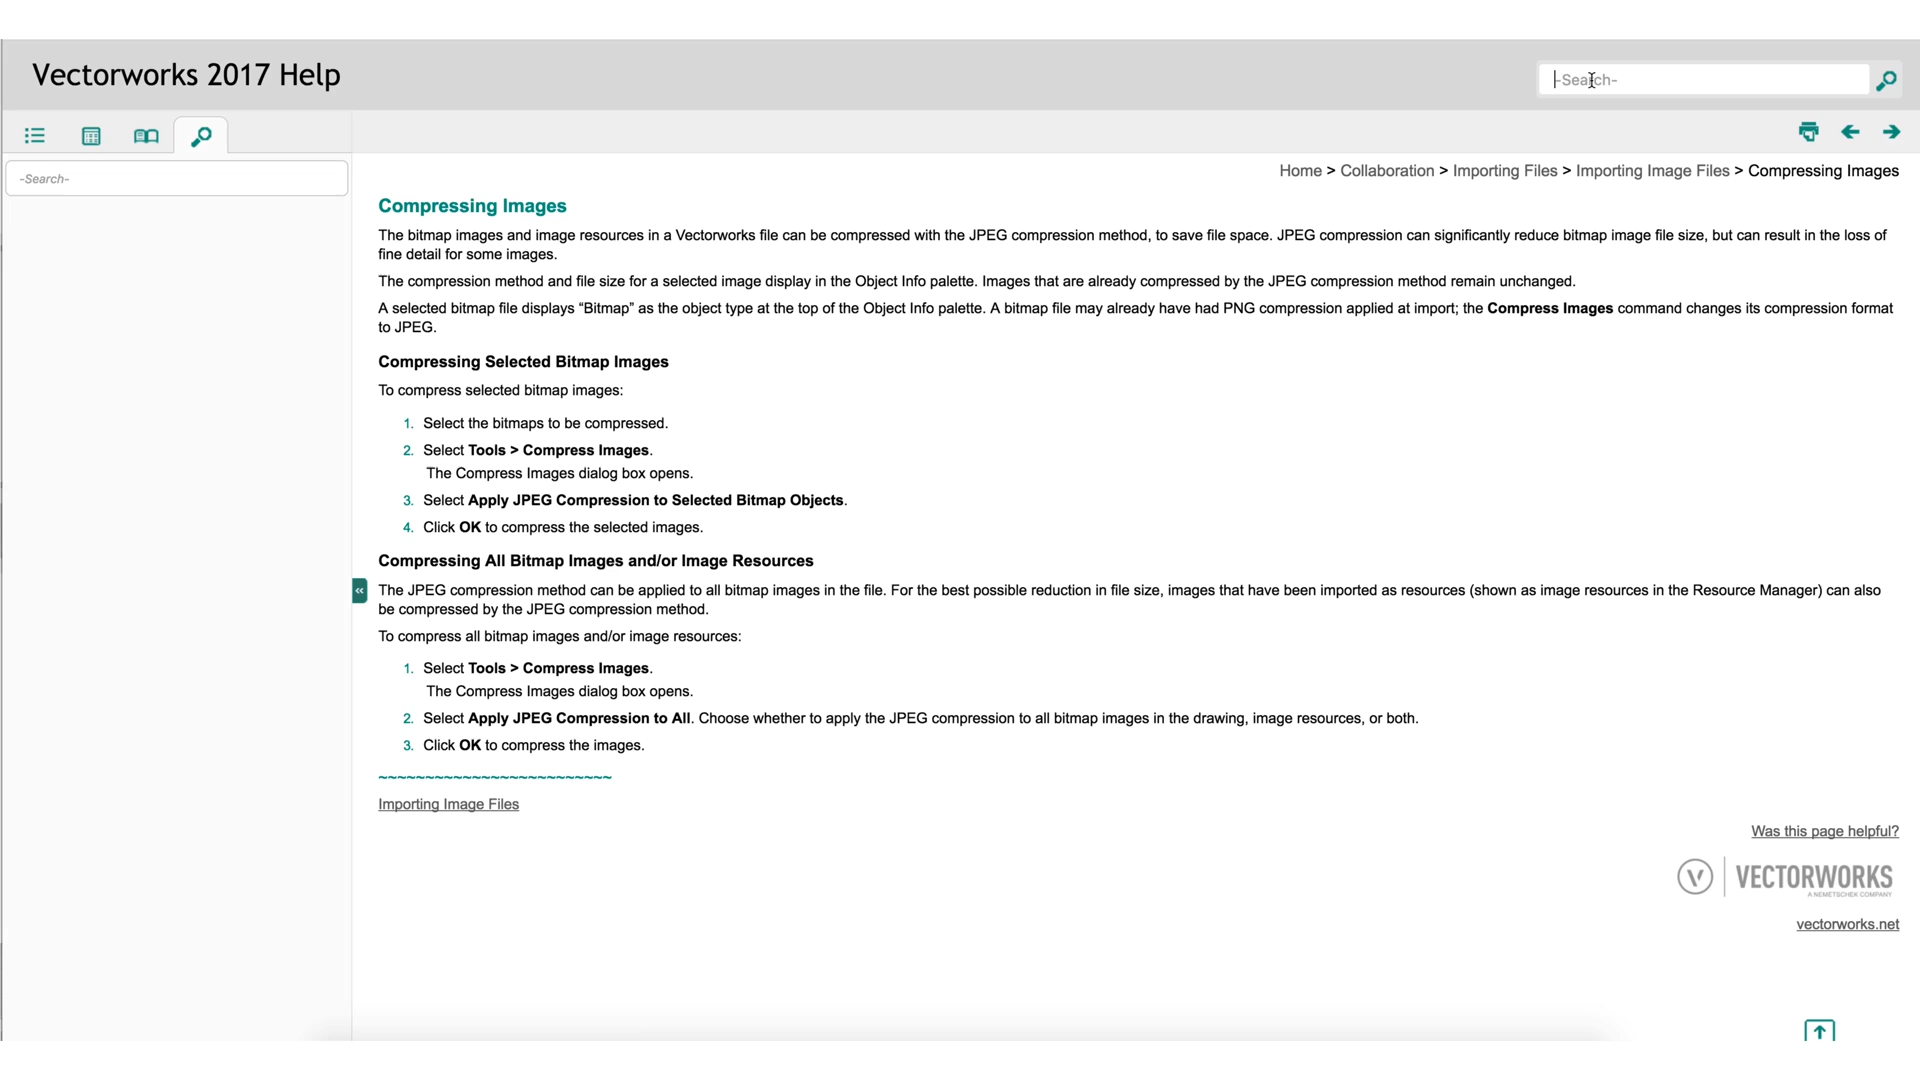 Vectorworks 2017 Help
-Search-
-Search-
Home > Collaboration > Importing Files > Importing Image Files > Compressing Images
Compressing Images
The bitmap images and image resources in a Vectorworks file can be compressed with the JPEG compression method, to save file space. JPEG compression can significantly reduce bitmap image file size, but can result in the loss of
fine detail for some images.
The compression method and file size for a selected image display in the Object Info palette. Images that are already compressed by the JPEG compression method remain unchanged.
A selected bitmap file displays “Bitmap” as the object type at the top of the Object Info palette. A bitmap file may already have had PNG compression applied at import; the Compress Images command changes its compression format
to JPEG.
Compressing Selected Bitmap Images
To compress selected bitmap images:
1. Select the bitmaps to be compressed.
2. Select Tools > Compress Images.
The Compress Images dialog box opens.
3. Select Apply JPEG Compression to Selected Bitmap Objects.
4. Click OK to compress the selected images.
Compressing All Bitmap Images and/or Image Resources
The JPEG compression method can be applied to all bitmap images in the file. For the best possible reduction in file size, images that have been imported as resources (shown as image resources in the Resource Manager) can also
be compressed by the JPEG compression method.
To compress all bitmap images and/or image resources:
1. Select Tools > Compress Images.
The Compress Images dialog box opens.
2. Select Apply JPEG Compression to All. Choose whether to apply the JPEG compression to all bitmap images in the drawing, image resources, or both.
3. Click OK to compress the images.
~~~~~~~~~~~~~~~~~~~~~~~~~
Importing Image Files
Was this page helpful?
V VECTORWORKS
A NEMETSCHEK COMPANY
vectorworks.net